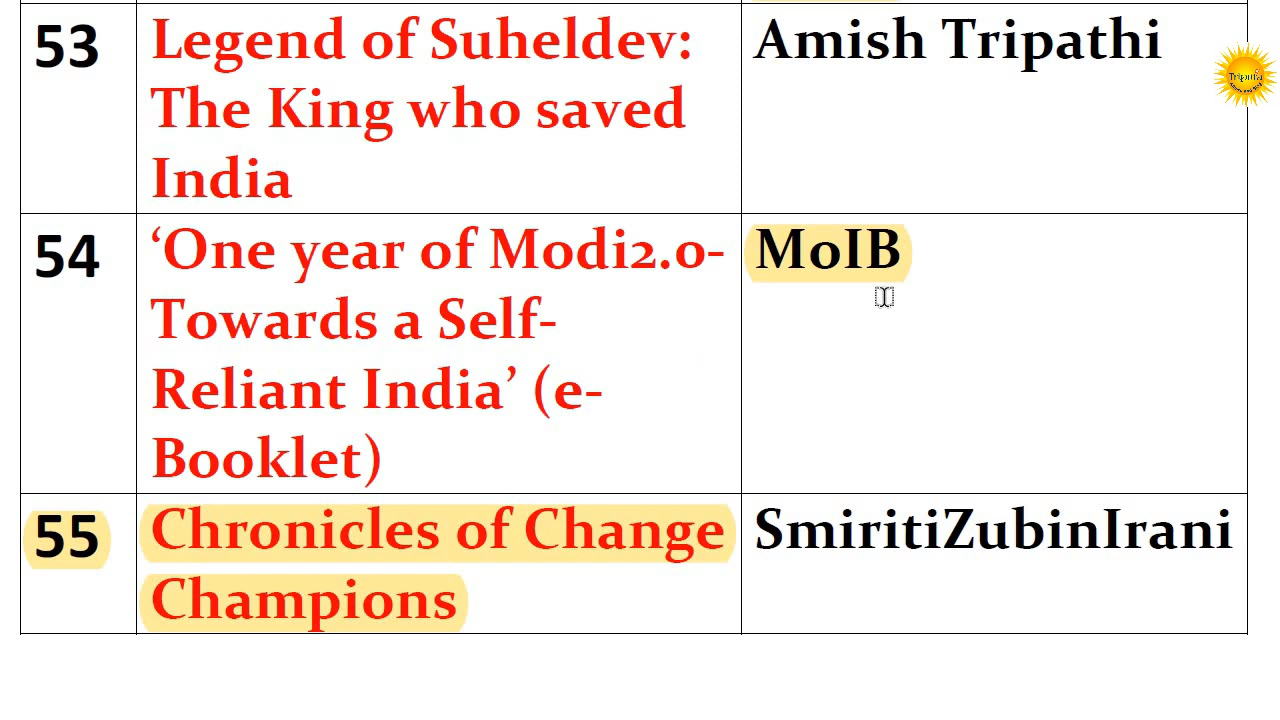 53 Legend of Suheldev: Amish Tripathi
The King who saved
India
54 ‘One year of Modi2.0- MoIB
Towards a Self-
Reliant India’ (e-
Booklet)
55 Chronicles of Change SmiritiZubinIrani
Champions